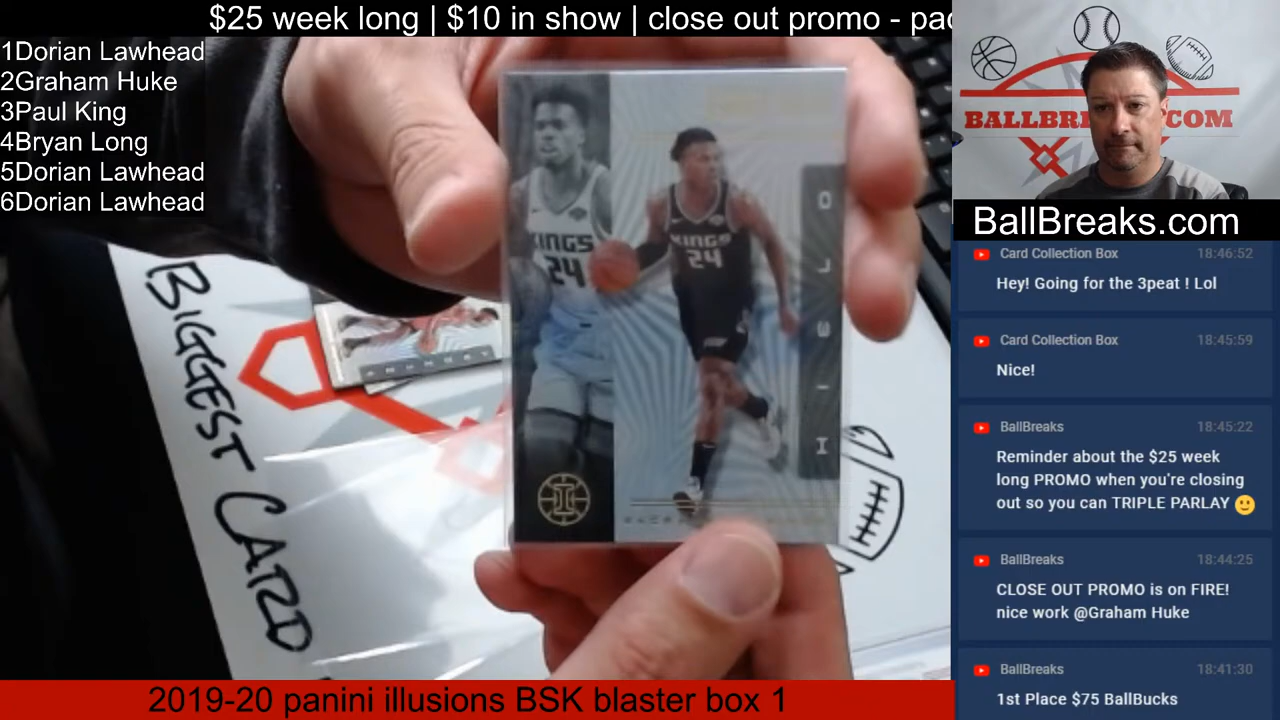 $25 week long | $10 in show | close out promo - pac
1Dorian Lawhead
2Graham Huke
3Paul King
4Bryan Long
5Dorian Lawhead
6Dorian Lawhead
KINGS
24
KINGS
24
BIGGEST CARD
BALLBR COM
BallBreaks.com
Card Collection Box 18:46:52
Hey! Going for the 3peat ! Lol
Card Collection Box 18:45:59
Nice!
BallBreaks 18:45:22
Reminder about the $25 week
long PROMO when you're closing
out so you can TRIPLE PARLAY 🙂
BallBreaks 18:44:25
CLOSE OUT PROMO is on FIRE!
nice work @Graham Huke
BallBreaks 18:41:30
1st Place $75 BallBucks
2019-20 panini illusions BSK blaster box 1